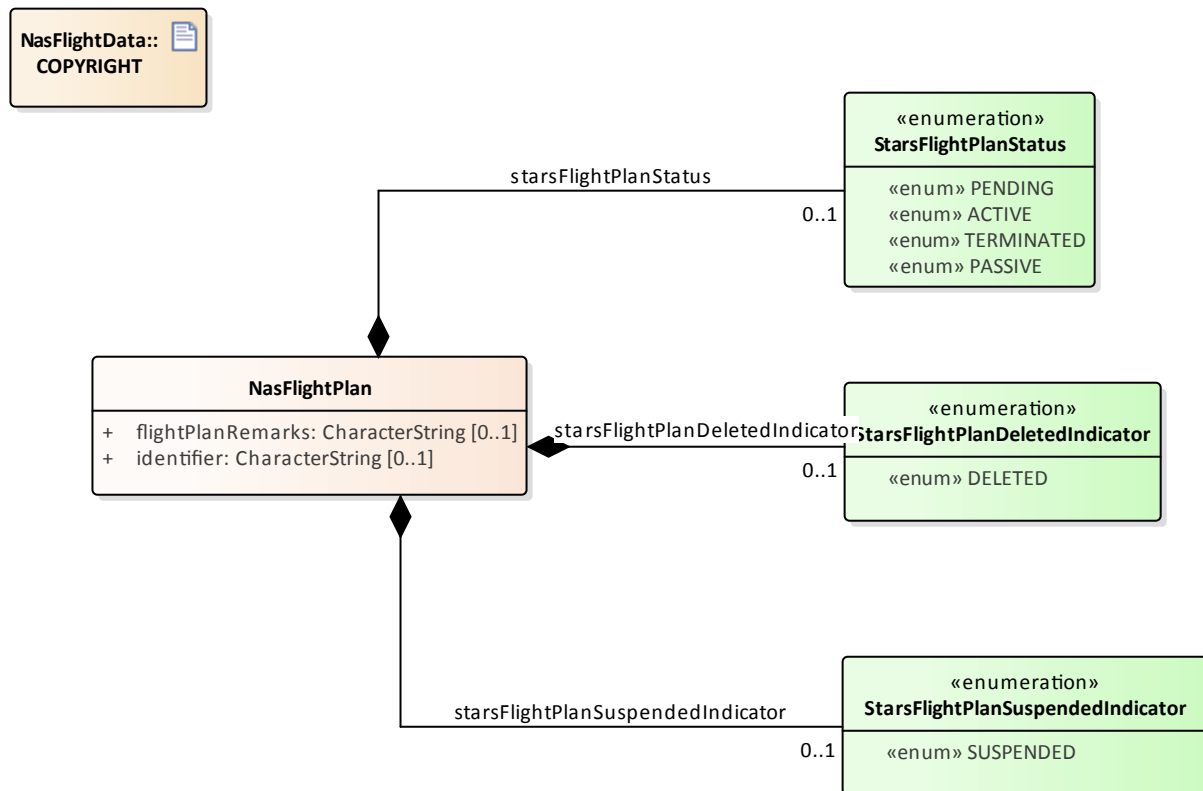 NasFlightData::
COPYRIGHT
«enumeration»
StarsFlightPlanStatus
«enum» PENDING
«enum» ACTIVE
«enum» TERMINATED
«enum» PASSIVE
starsFlightPlanStatus
0..1
NasFlightPlan
+ flightPlanRemarks: CharacterString [0..1]
+ identifier: CharacterString [0..1]
starsFlightPlanDeletedIndicator
0..1
«enumeration»
StarsFlightPlanDeletedIndicator
«enum» DELETED
starsFlightPlanSuspendedIndicator
0..1
«enumeration»
StarsFlightPlanSuspendedIndicator
«enum» SUSPENDED